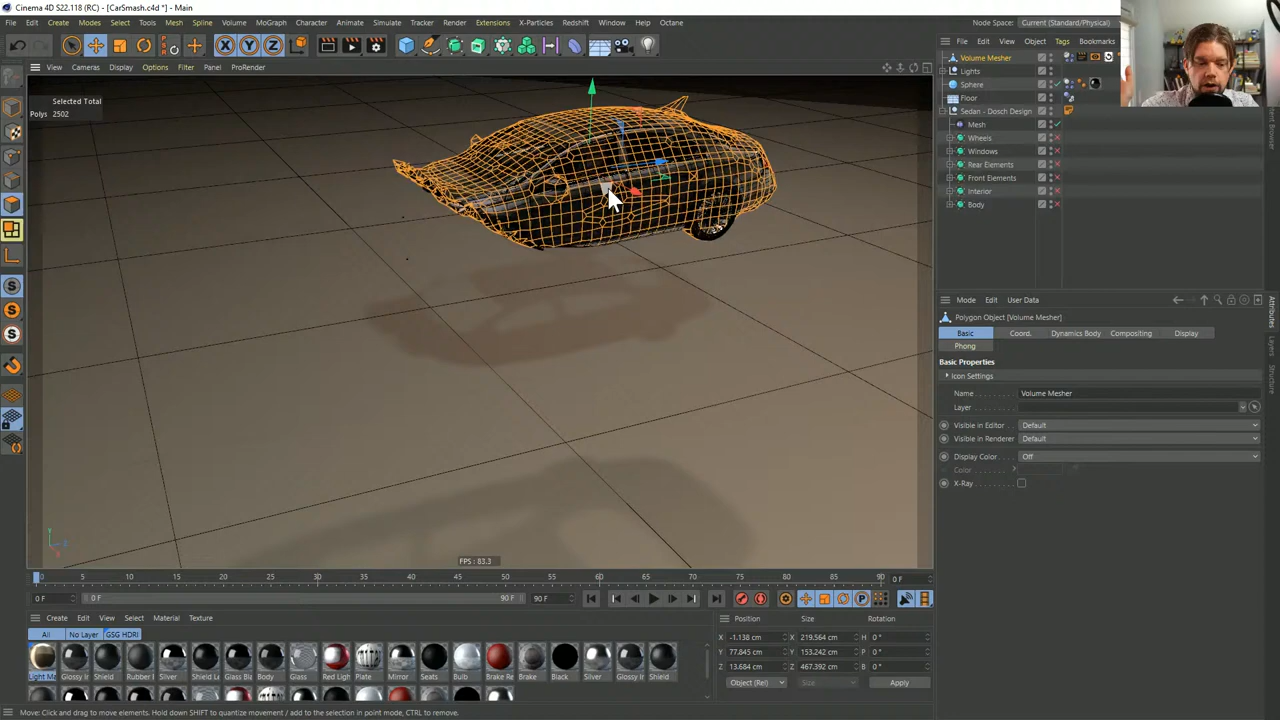 Cinema 4D S22.118 (RC) - [CarSmash.c4d *] - Main
File Edit Create Modes Select Tools Mesh Spline Volume MoGraph Character Animate Simulate Tracker Render Extensions X-Particles Redshift Window Help Octane
Node Space: Current (Standard/Physical)
File Edit View Object Tags Bookmarks
View Cameras Display Options Filter Panel ProRender
Selected Total
Polys 2502
Volume Mesher
Lights
Sphere
Floor
Sedan - Dosch Design
Mesh
Wheels
Windows
Rear Elements
Front Elements
Interior
Body
Mode Edit User Data
Attributes
Layers
Structure
Polygon Object [Volume Mesher]
Basic Coord. Dynamics Body Compositing Display
Phong
Basic Properties
Icon Settings
Name Volume Mesher
Layer
Visible in Editor Default
Visible in Renderer Default
Display Color Off
Color
X-Ray
FPS : 83.3
0 5 10 15 20 25 30 35 40 45 50 55 60 65 70 75 80 85 90 0 F
0 F 0 F 90 F 90 F
Create Edit View Select Material Texture
All No Layer GSG HDRI
Light Ma Glossy In Shield Rubber I Silver Shield Le Glass Bla Body Glass Red Ligh Plate Mirror Seats Bulb Brake Re Brake Black Silver Glossy In Shield
Position Size Rotation
X -1.138 cm X 219.564 cm H 0 °
Y 77.845 cm Y 153.242 cm P 0 °
Z 13.684 cm Z 467.392 cm B 0 °
Object (Rel) Size Apply
Move: Click and drag to move elements. Hold down SHIFT to quantize movement / add to the selection in point mode, CTRL to remove.